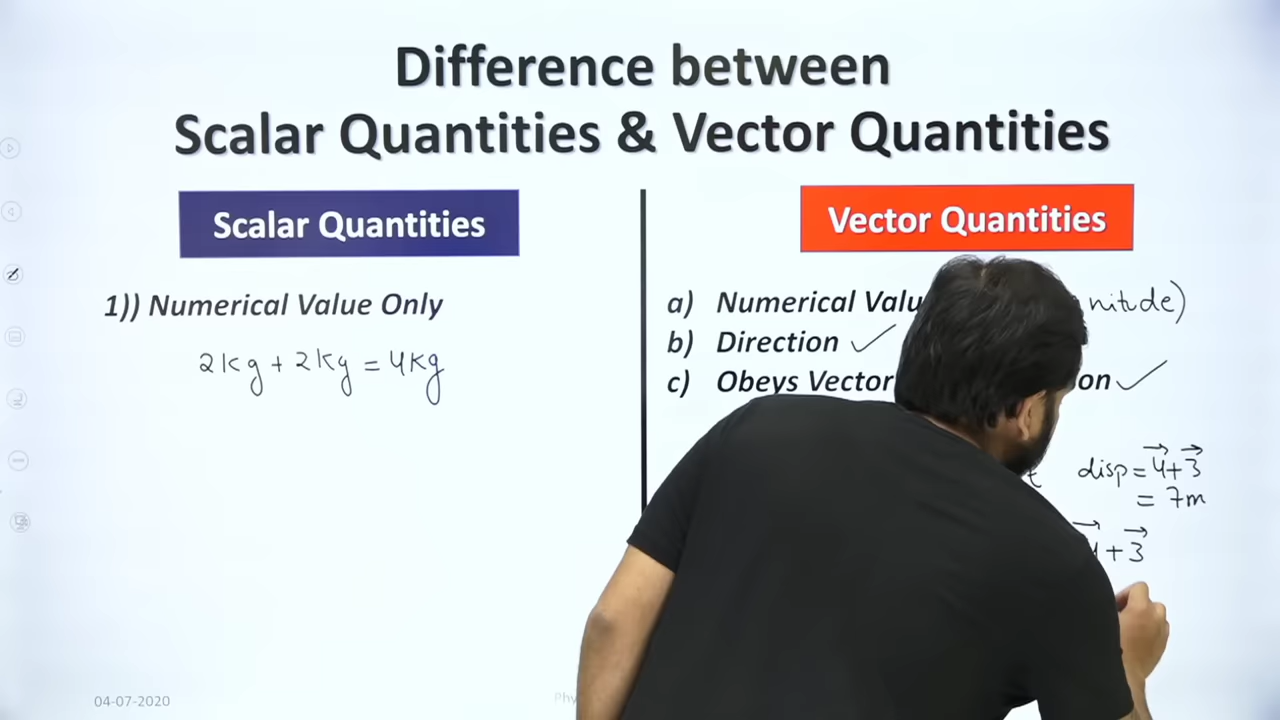 Difference between
Scalar Quantities & Vector Quantities
Scalar Quantities
1)) Numerical Value Only
2kg + 2kg = 4kg
Vector Quantities
a) Numerical Valu nitude)
b) Direction ✓
c) Obeys Vector on ✓
t disp = 4⃗ + 3⃗
= 7m
+ 3⃗
04-07-2020
Phy